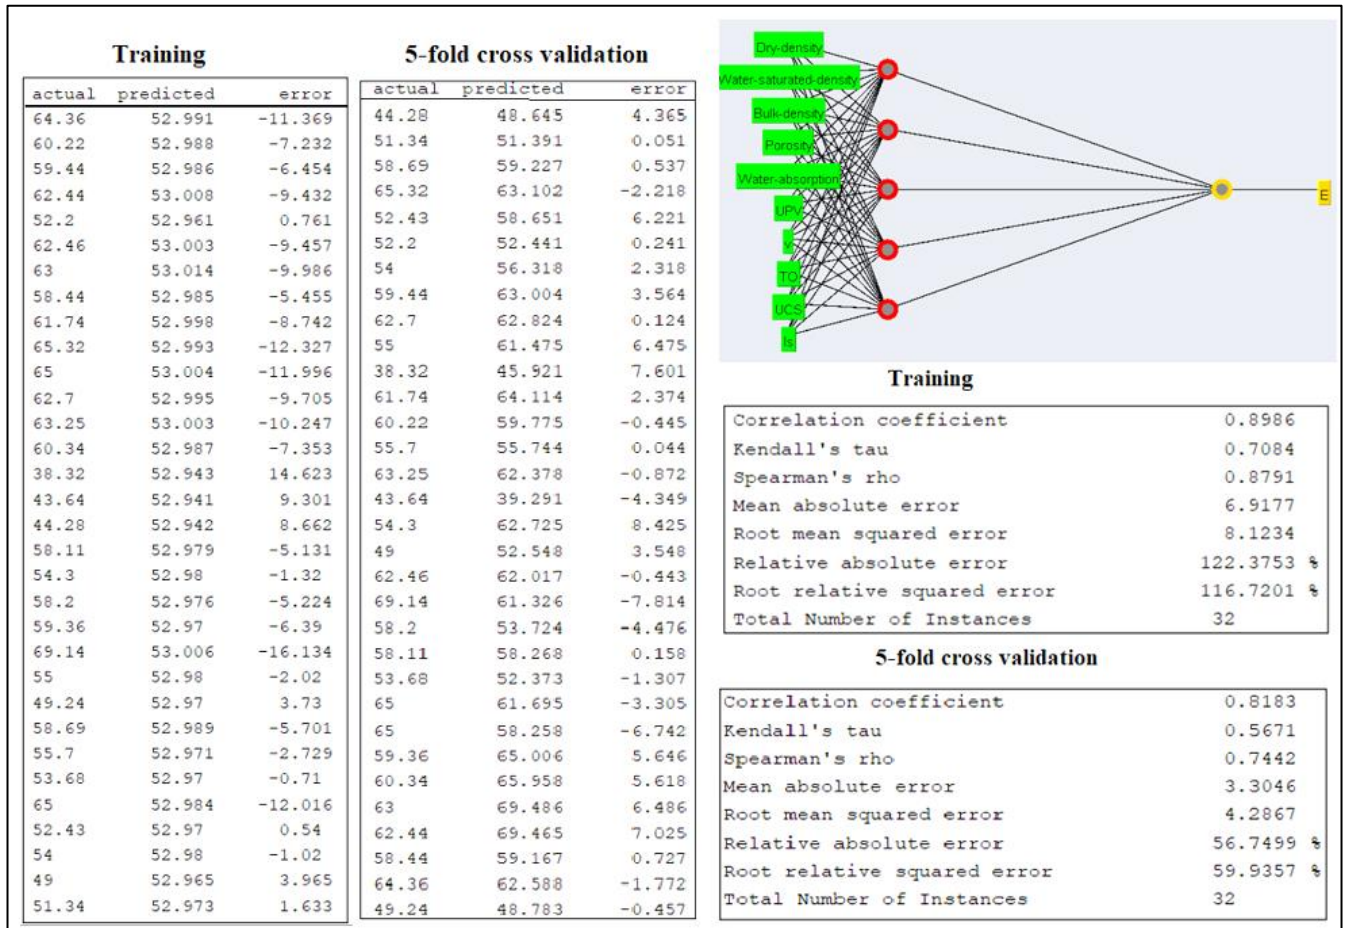 Training
actual predicted error
64.36 52.991 -11.369
60.22 52.988 -7.232
59.44 52.986 -6.454
62.44 53.008 -9.432
52.2 52.961 0.761
62.46 53.003 -9.457
63 53.014 -9.986
58.44 52.985 -5.455
61.74 52.998 -8.742
65.32 52.993 -12.327
65 53.004 -11.996
62.7 52.995 -9.705
63.25 53.003 -10.247
60.34 52.987 -7.353
38.32 52.943 14.623
43.64 52.941 9.301
44.28 52.942 8.662
58.11 52.979 -5.131
54.3 52.98 -1.32
58.2 52.976 -5.224
59.36 52.97 -6.39
69.14 53.006 -16.134
55 52.98 -2.02
49.24 52.97 3.73
58.69 52.989 -5.701
55.7 52.971 -2.729
53.68 52.97 -0.71
65 52.984 -12.016
52.43 52.97 0.54
54 52.98 -1.02
49 52.965 3.965
51.34 52.973 1.633
5-fold cross validation
actual predicted error
44.28 48.645 4.365
51.34 51.391 0.051
58.69 59.227 0.537
65.32 63.102 -2.218
52.43 58.651 6.221
52.2 52.441 0.241
54 56.318 2.318
59.44 63.004 3.564
62.7 62.824 0.124
55 61.475 6.475
38.32 45.921 7.601
61.74 64.114 2.374
60.22 59.775 -0.445
55.7 55.744 0.044
63.25 62.378 -0.872
43.64 39.291 -4.349
54.3 62.725 8.425
49 52.548 3.548
62.46 62.017 -0.443
69.14 61.326 -7.814
58.2 53.724 -4.476
58.11 58.268 0.158
53.68 52.373 -1.307
65 61.695 -3.305
65 58.258 -6.742
59.36 65.006 5.646
60.34 65.958 5.618
63 69.486 6.486
62.44 69.465 7.025
58.44 59.167 0.727
64.36 62.588 -1.772
49.24 48.783 -0.457
Dry-density
Water-saturated-density
Bulk-density
Porosity
Water-absorption
UPV
v
TO
UCS
Is
E
Training
Correlation coefficient 0.8986
Kendall's tau 0.7084
Spearman's rho 0.8791
Mean absolute error 6.9177
Root mean squared error 8.1234
Relative absolute error 122.3753 %
Root relative squared error 116.7201 %
Total Number of Instances 32
5-fold cross validation
Correlation coefficient 0.8183
Kendall's tau 0.5671
Spearman's rho 0.7442
Mean absolute error 3.3046
Root mean squared error 4.2867
Relative absolute error 56.7499 %
Root relative squared error 59.9357 %
Total Number of Instances 32